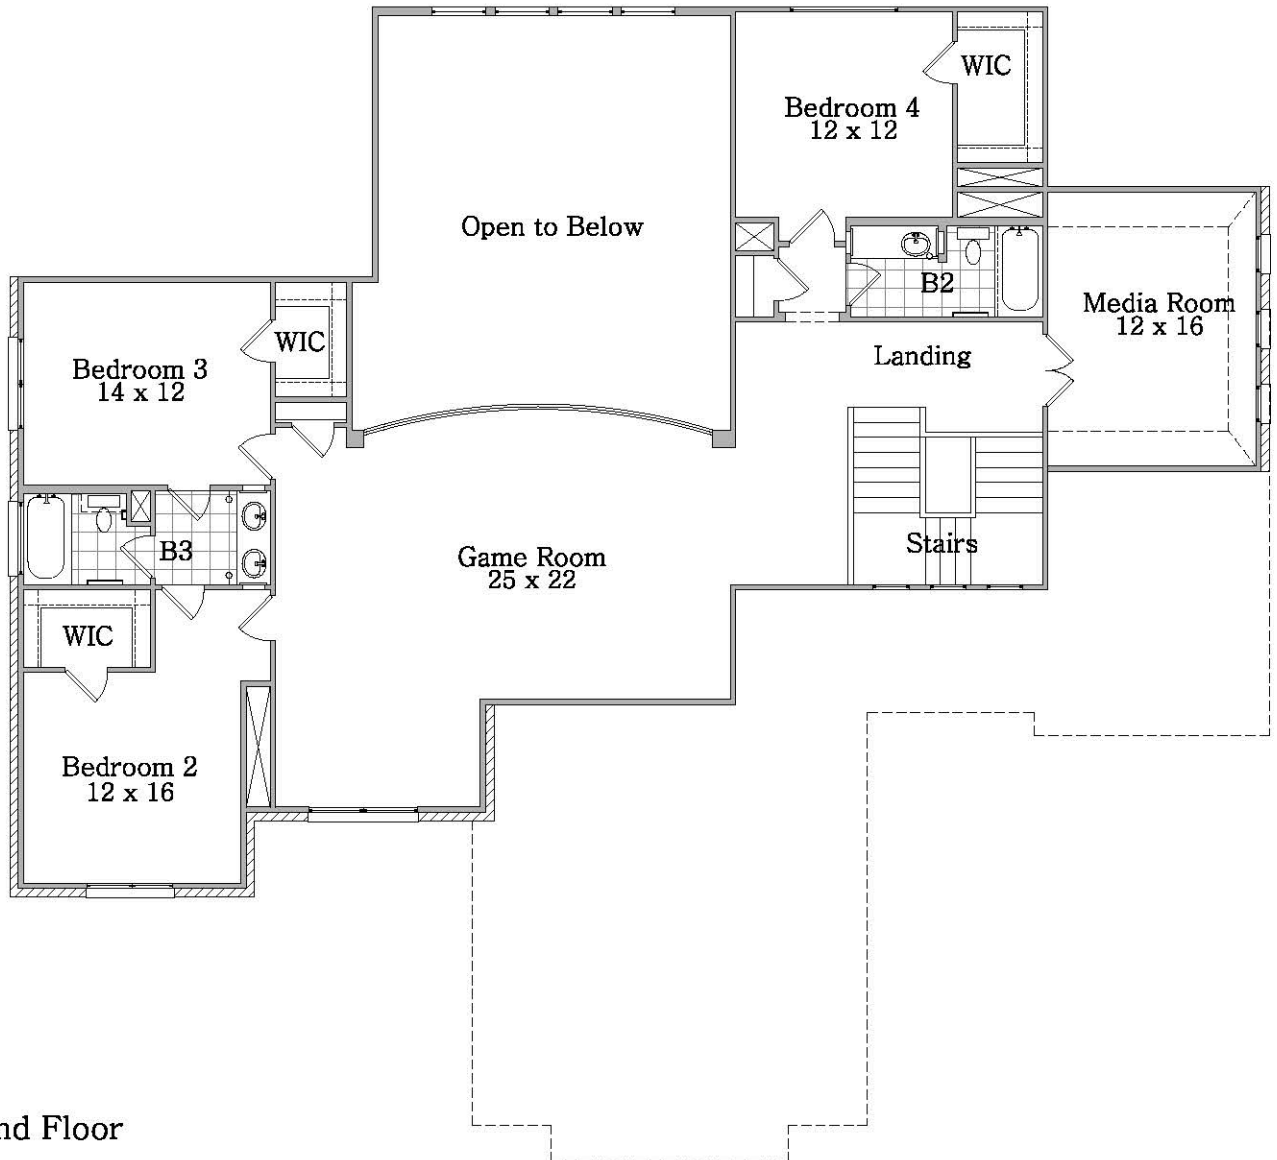 WIC
Bedroom 4
12 x 12
Open to Below
B2
Media Room
12 x 16
WIC
Landing
Bedroom 3
14 x 12
B3
Game Room
25 x 22
Stairs
WIC
Bedroom 2
12 x 16
nd Floor